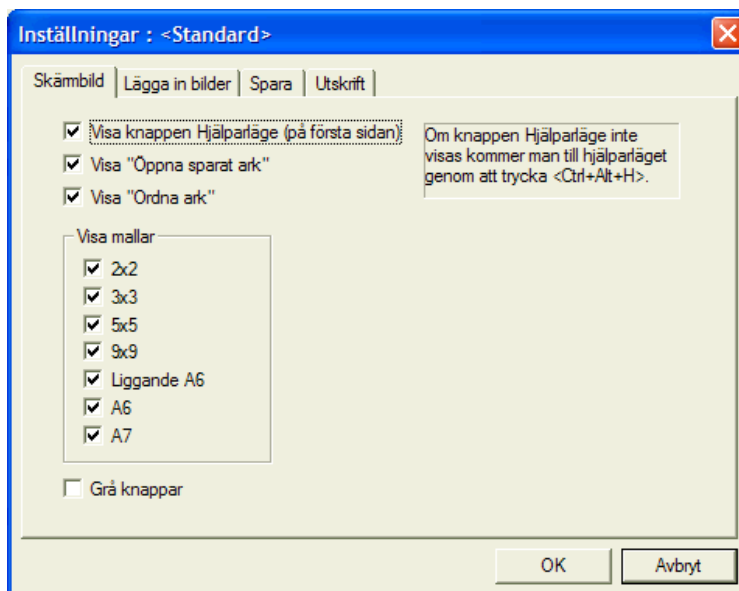 Inställningar : <Standard>
Skärmbild
Lägga in bilder
Spara
Utskrift
Visa knappen Hjälparläge (på första sidan)
Visa "Öppna sparat ark"
Visa "Ordna ark"
Om knappen Hjälparläge inte
visas kommer man till hjälparläget
genom att trycka <Ctrl+Alt+H>.
Visa mallar
2x2
3x3
5x5
9x9
Liggande A6
A6
A7
Grå knappar
OK
Avbryt